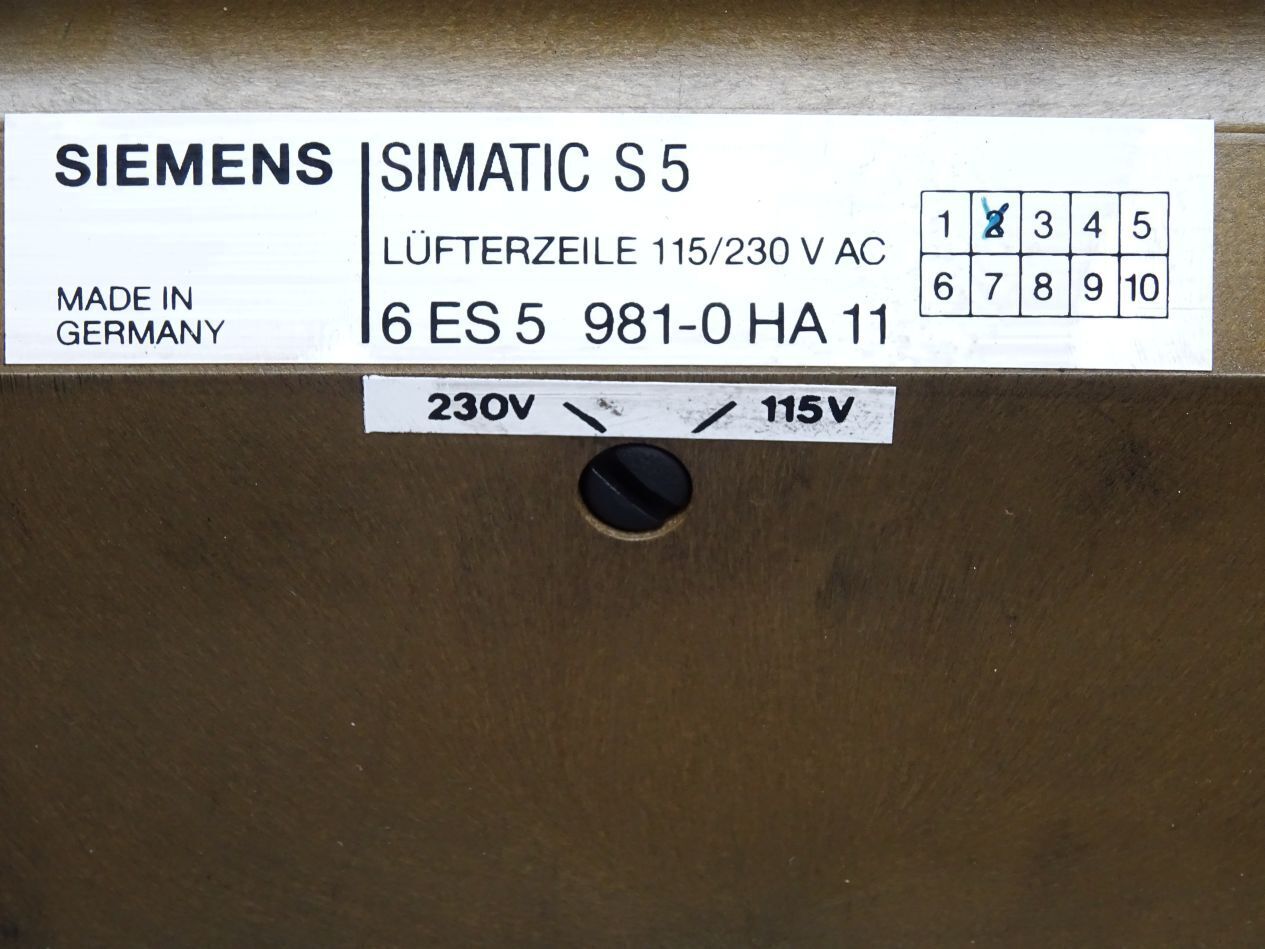 SIEMENS
SIMATIC S5
LÜFTERZEILE 115/230 V AC
MADE IN
GERMANY
6 ES 5 981-0 HA 11
1 2 3 4 5
6 7 8 9 10
230V
115V